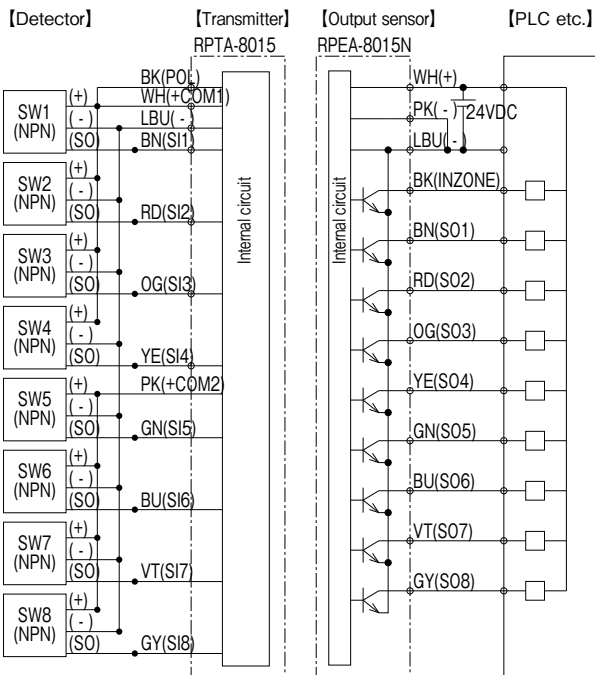 【Detector】 【Transmitter】 【Output sensor】 【PLC etc.】
RPTA-8015 RPEA-8015N
BK(POL) WH(+)
(+) WH(+COM1)
SW1 (NPN) (-) LBU(-) PK(-) 24VDC
(SO) BN(SI1) LBU(-)
Internal circuit
Internal circuit
SW2 (NPN) (+)
(-)
(SO) RD(SI2)
SW3 (NPN) (+)
(-)
(SO) OG(SI3)
SW4 (NPN) (+)
(-)
(SO) YE(SI4)
PK(+COM2)
SW5 (NPN) (+)
(-)
(SO) GN(SI5)
SW6 (NPN) (+)
(-)
(SO) BU(SI6)
SW7 (NPN) (+)
(-)
(SO) VT(SI7)
SW8 (NPN) (+)
(-)
(SO) GY(SI8)
BK(INZONE)
BN(SO1)
RD(SO2)
OG(SO3)
YE(SO4)
GN(SO5)
BU(SO6)
VT(SO7)
GY(SO8)